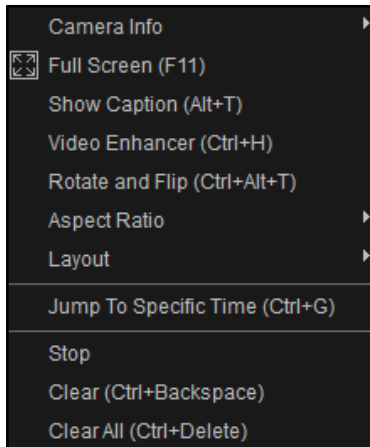 Camera Info
Full Screen (F11)
Show Caption (Alt+T)
Video Enhancer (Ctrl+H)
Rotate and Flip (Ctrl+Alt+T)
Aspect Ratio
Layout
Jump To Specific Time (Ctrl+G)
Stop
Clear (Ctrl+Backspace)
Clear All (Ctrl+Delete)